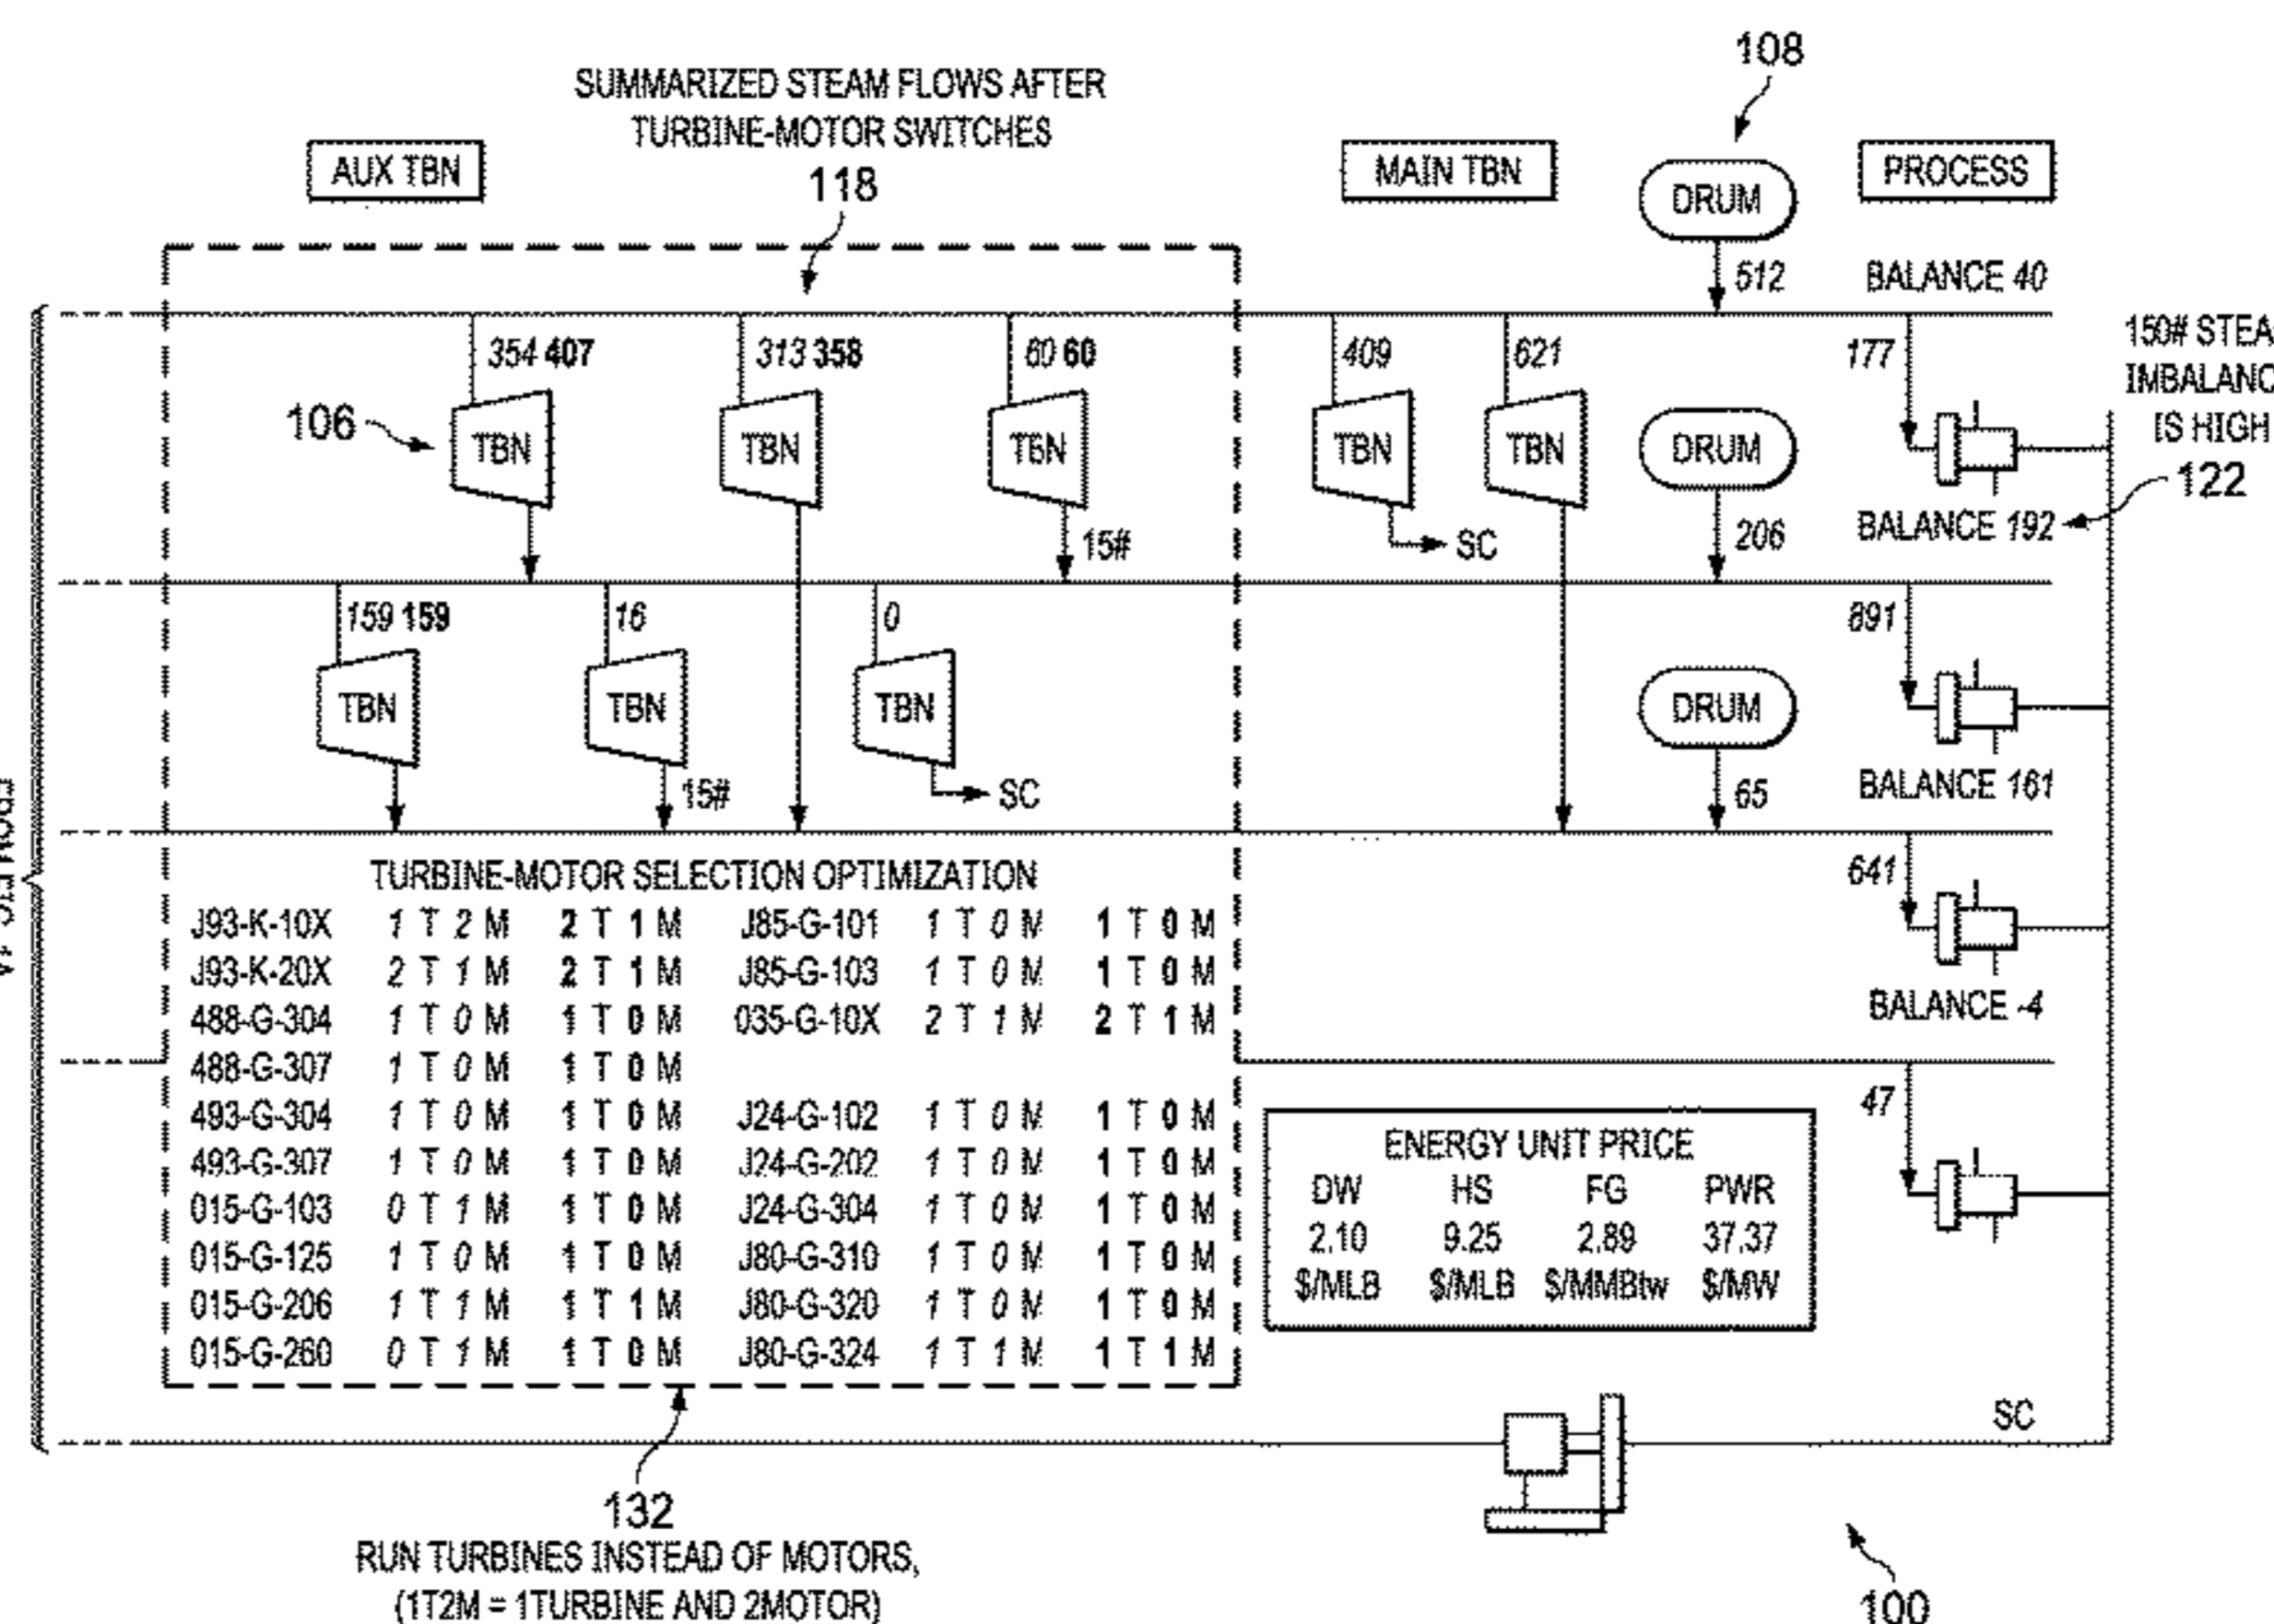 108
SUMMARIZED STEAM FLOWS AFTER
TURBINE-MOTOR SWITCHES
118
AUX TBN
MAIN TBN
DRUM
PROCESS
512
BALANCE 40
354 407
313 358
60 60
409
621
177
150# STEA
IMBALANC
IS HIGH
122
106
TBN
TBN
TBN
TBN
TBN
DRUM
15#
SC
206
BALANCE 192
159 159
16
0
891
TBN
TBN
TBN
DRUM
15#
SC
65
BALANCE 161
TURBINE-MOTOR SELECTION OPTIMIZATION
641
J93-K-10X 1 T 2 M 2 T 1 M J85-G-101 1 T 0 M 1 T 0 M
J93-K-20X 2 T 1 M 2 T 1 M J85-G-103 1 T 0 M 1 T 0 M
488-G-304 1 T 0 M 1 T 0 M 035-G-10X 2 T 1 M 2 T 1 M
BALANCE -4
488-G-307 1 T 0 M 1 T 0 M
493-G-304 1 T 0 M 1 T 0 M J24-G-102 1 T 0 M 1 T 0 M
47
493-G-307 1 T 0 M 1 T 0 M J24-G-202 1 T 0 M 1 T 0 M
015-G-103 0 T 1 M 1 T 0 M J24-G-304 1 T 0 M 1 T 0 M
015-G-125 1 T 0 M 1 T 0 M J80-G-310 1 T 0 M 1 T 0 M
015-G-206 1 T 1 M 1 T 1 M J80-G-320 1 T 0 M 1 T 0 M
015-G-260 0 T 1 M 1 T 0 M J80-G-324 1 T 1 M 1 T 1 M
ENERGY UNIT PRICE
DW HS FG PWR
2.10 9.25 2.89 37.37
$/MLB $/MLB $/MMBtw $/MW
SC
132
RUN TURBINES INSTEAD OF MOTORS,
(1T2M = 1TURBINE AND 2MOTOR)
100